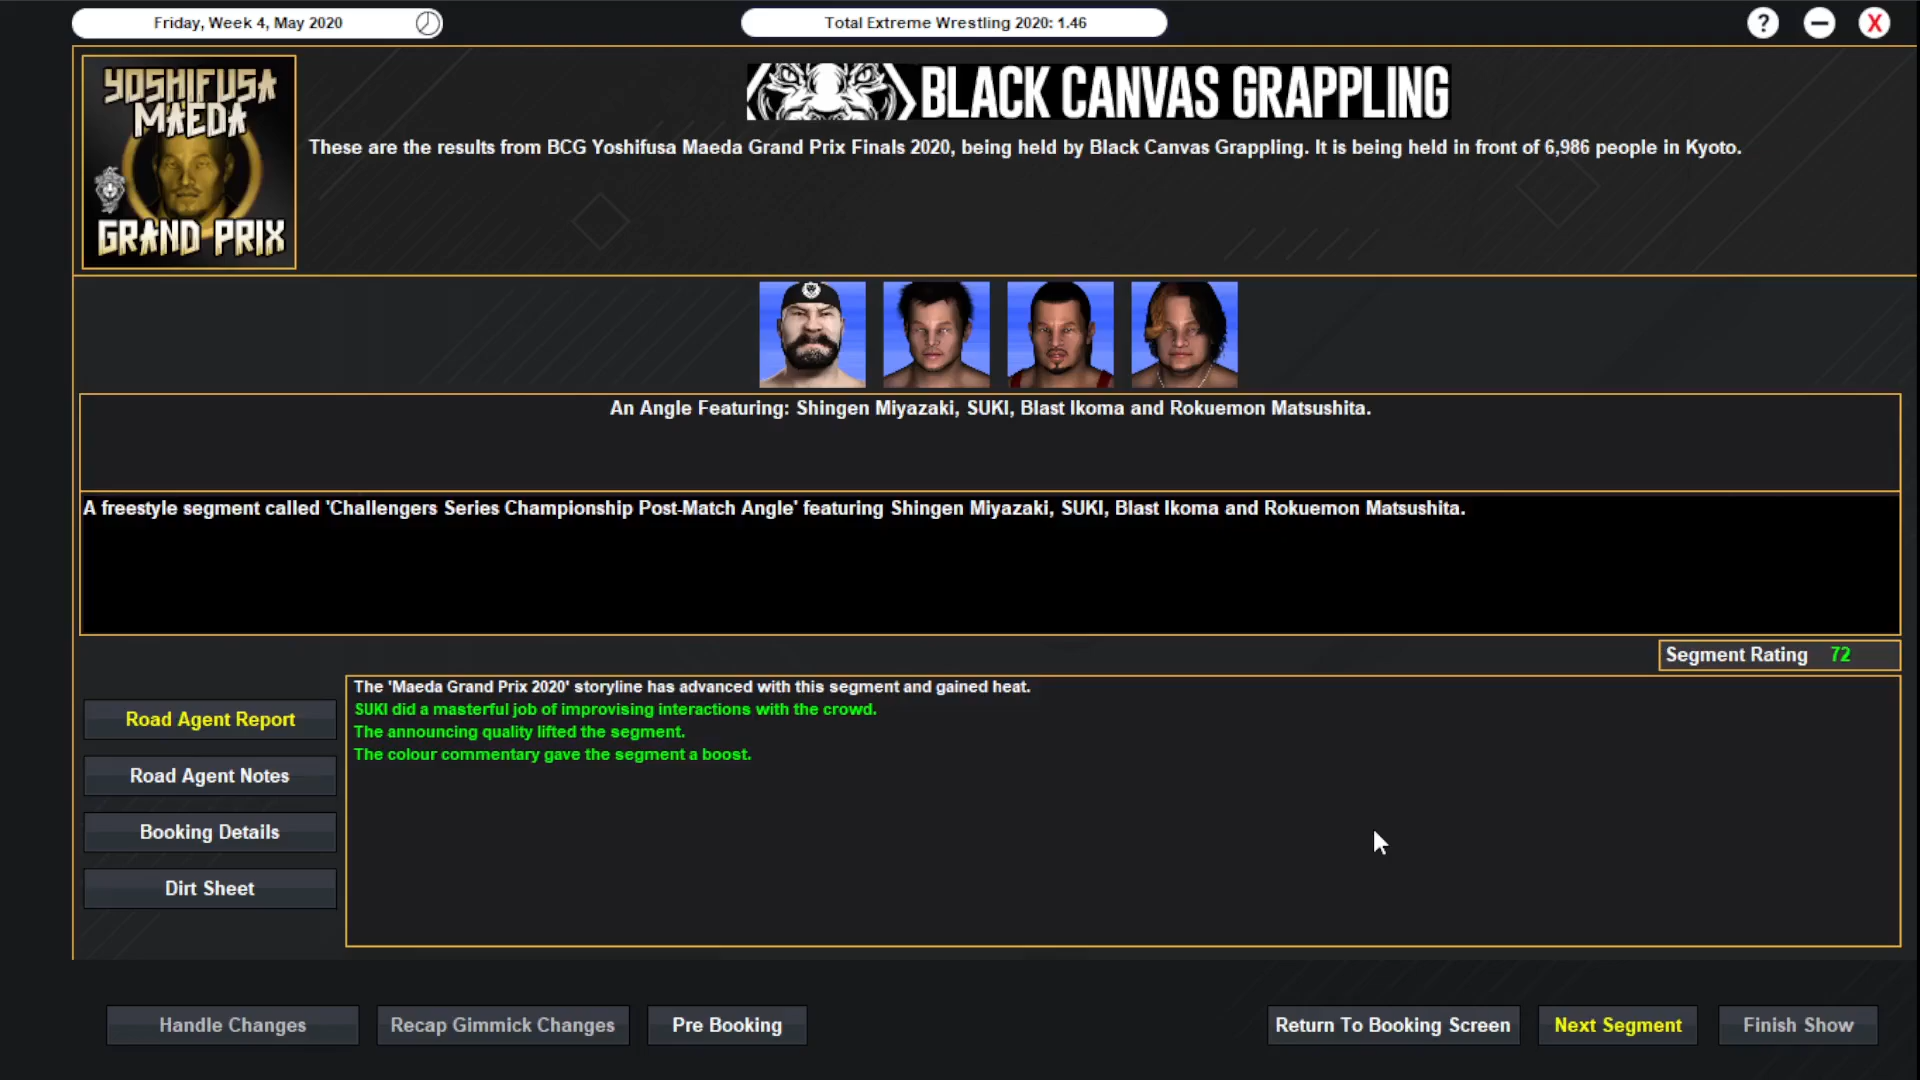 Friday, Week 4, May 2020
Total Extreme Wrestling 2020: 1.46
?
X
YOSHIFUSA
MAEDA
GRAND PRIX
BLACK CANVAS GRAPPLING
These are the results from BCG Yoshifusa Maeda Grand Prix Finals 2020, being held by Black Canvas Grappling. It is being held in front of 6,986 people in Kyoto.
An Angle Featuring: Shingen Miyazaki, SUKI, Blast Ikoma and Rokuemon Matsushita.
A freestyle segment called 'Challengers Series Championship Post-Match Angle' featuring Shingen Miyazaki, SUKI, Blast Ikoma and Rokuemon Matsushita.
Segment Rating 72
The 'Maeda Grand Prix 2020' storyline has advanced with this segment and gained heat.
SUKI did a masterful job of improvising interactions with the crowd.
The announcing quality lifted the segment.
The colour commentary gave the segment a boost.
Road Agent Report
Road Agent Notes
Booking Details
Dirt Sheet
Handle Changes
Recap Gimmick Changes
Pre Booking
Return To Booking Screen
Next Segment
Finish Show